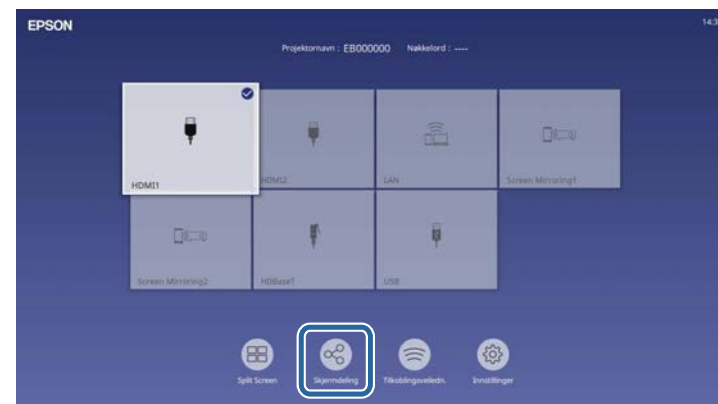 EPSON
14:3
Projektornavn : EB000000 Nøkkelord : ----
HDMI1
HDMI2
LAN
Screen Mirroring1
Screen Mirroring2
HDBaseT
USB
Split Screen
Skjermdeling
Tilkoblingsveiledn.
Innstillinger